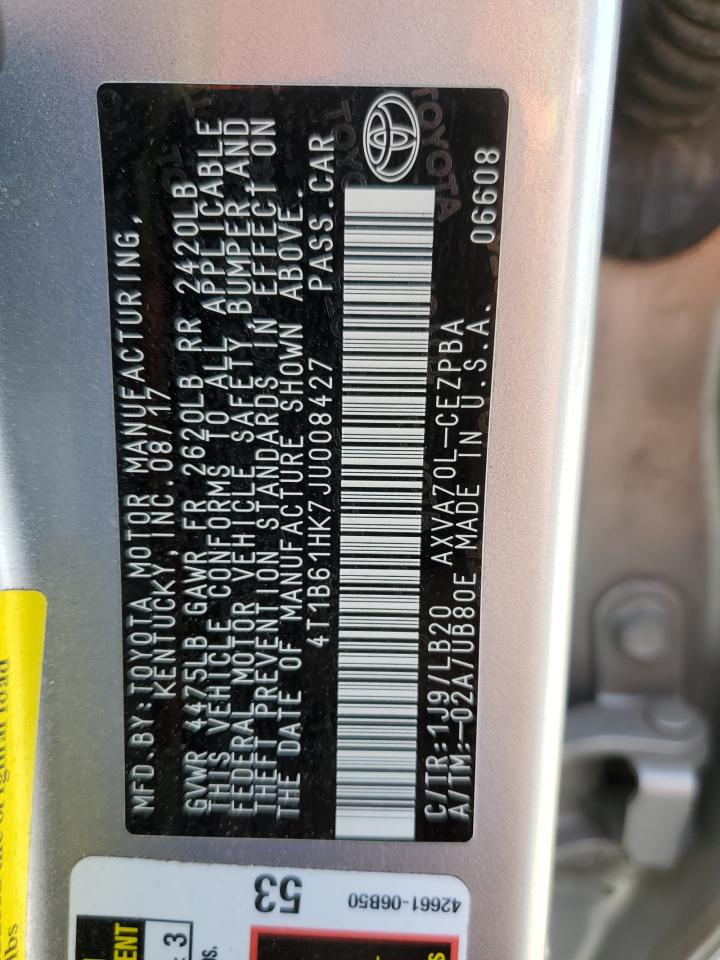 MFD.BY:TOYOTA MOTOR MANUFACTURING,
KENTUCKY,INC.08/17
GVWR 4475LB GAWR FR 2620LB RR 2420LB
THIS VEHICLE CONFORMS TO ALL APPLICABLE
FEDERAL MOTOR VEHICLE SAFETY, BUMPER AND
THEFT PREVENTION STANDARDS IN EFFECT ON
THE DATE OF MANUFACTURE SHOWN ABOVE.
4T1B61HK7JU008427 PASS.CAR
TOYOTA
C/TR:1J9/LB20 AXVA70L-CEZPBA
A/TM:-02A/UB80E MADE IN U.S.A. 06608
53
42661-06B50
3